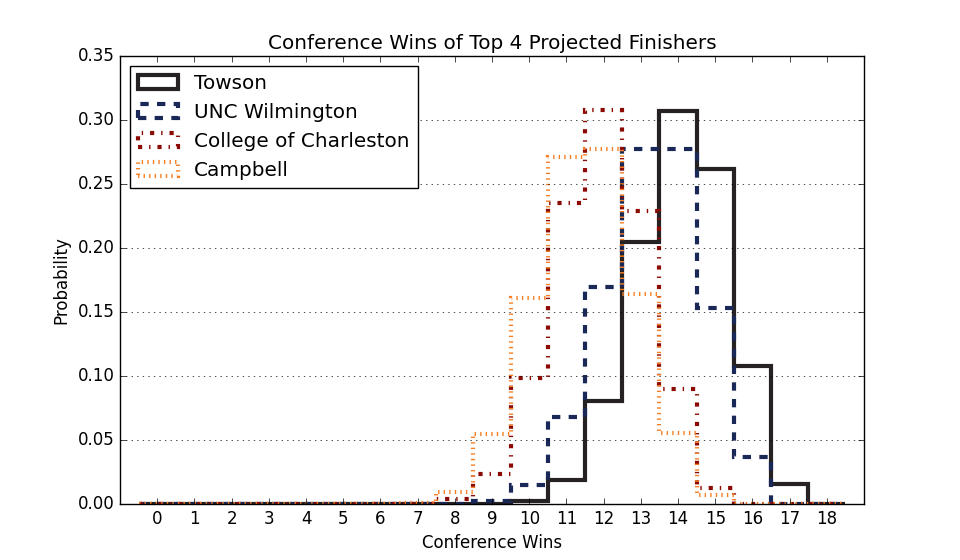 Conference Wins of Top 4 Projected Finishers
0.35
0.30
0.25
0.20
0.15
0.10
0.05
0.00
Probability
Towson
UNC Wilmington
College of Charleston
Campbell
0 1 2 3 4 5 6 7 8 9 10 11 12 13 14 15 16 17 18
Conference Wins